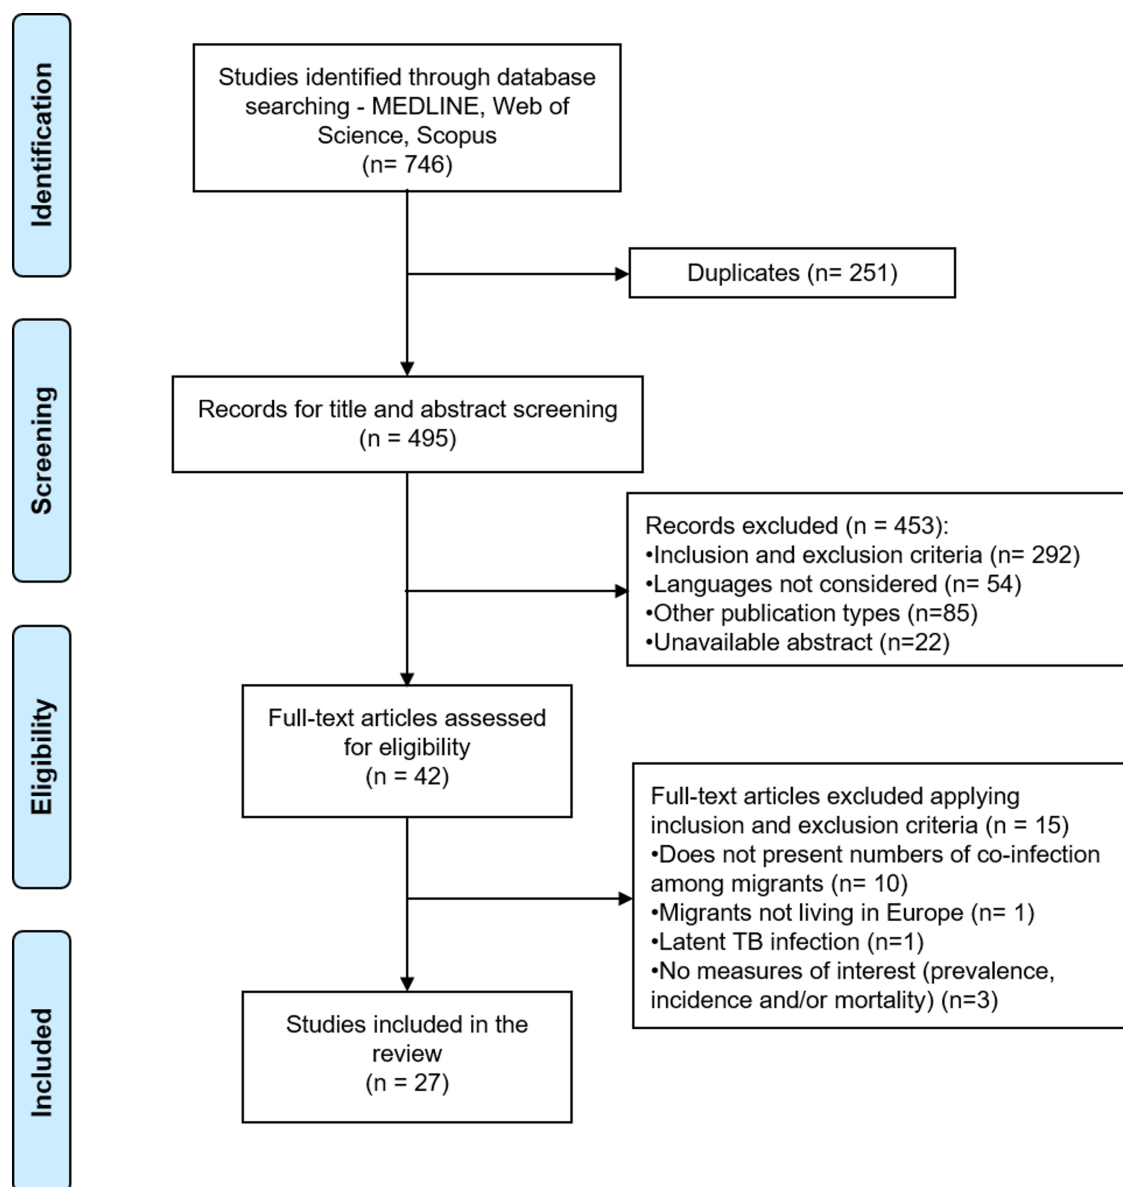 Identification
Studies identified through database
searching - MEDLINE, Web of
Science, Scopus
(n= 746)
Duplicates (n= 251)
Screening
Records for title and abstract screening
(n = 495)
Records excluded (n = 453):
•Inclusion and exclusion criteria (n= 292)
•Languages not considered (n= 54)
•Other publication types (n=85)
•Unavailable abstract (n=22)
Eligibility
Full-text articles assessed
for eligibility
(n = 42)
Full-text articles excluded applying
inclusion and exclusion criteria (n = 15)
•Does not present numbers of co-infection
among migrants (n= 10)
•Migrants not living in Europe (n= 1)
•Latent TB infection (n=1)
•No measures of interest (prevalence,
incidence and/or mortality) (n=3)
Included
Studies included in the
review
(n = 27)